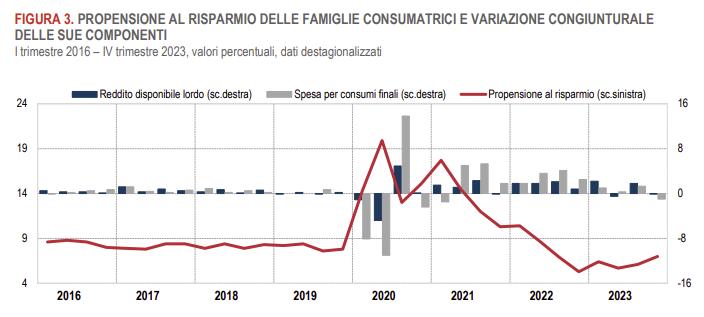 FIGURA 3. PROPENSIONE AL RISPARMIO DELLE FAMIGLIE CONSUMATRICI E VARIAZIONE CONGIUNTURALE
DELLE SUE COMPONENTI
I trimestre 2016 – IV trimestre 2023, valori percentuali, dati destagionalizzati
Reddito disponibile lordo (sc.destra) Spesa per consumi finali (sc.destra) Propensione al risparmio (sc.sinistra)
24 16
19 8
14 0
9 -8
4 -16
2016 2017 2018 2019 2020 2021 2022 2023